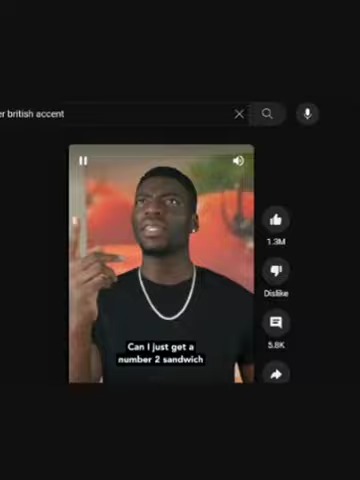 er british accent
1.3M
Dislike
5.8K
Can I just get a
number 2 sandwich